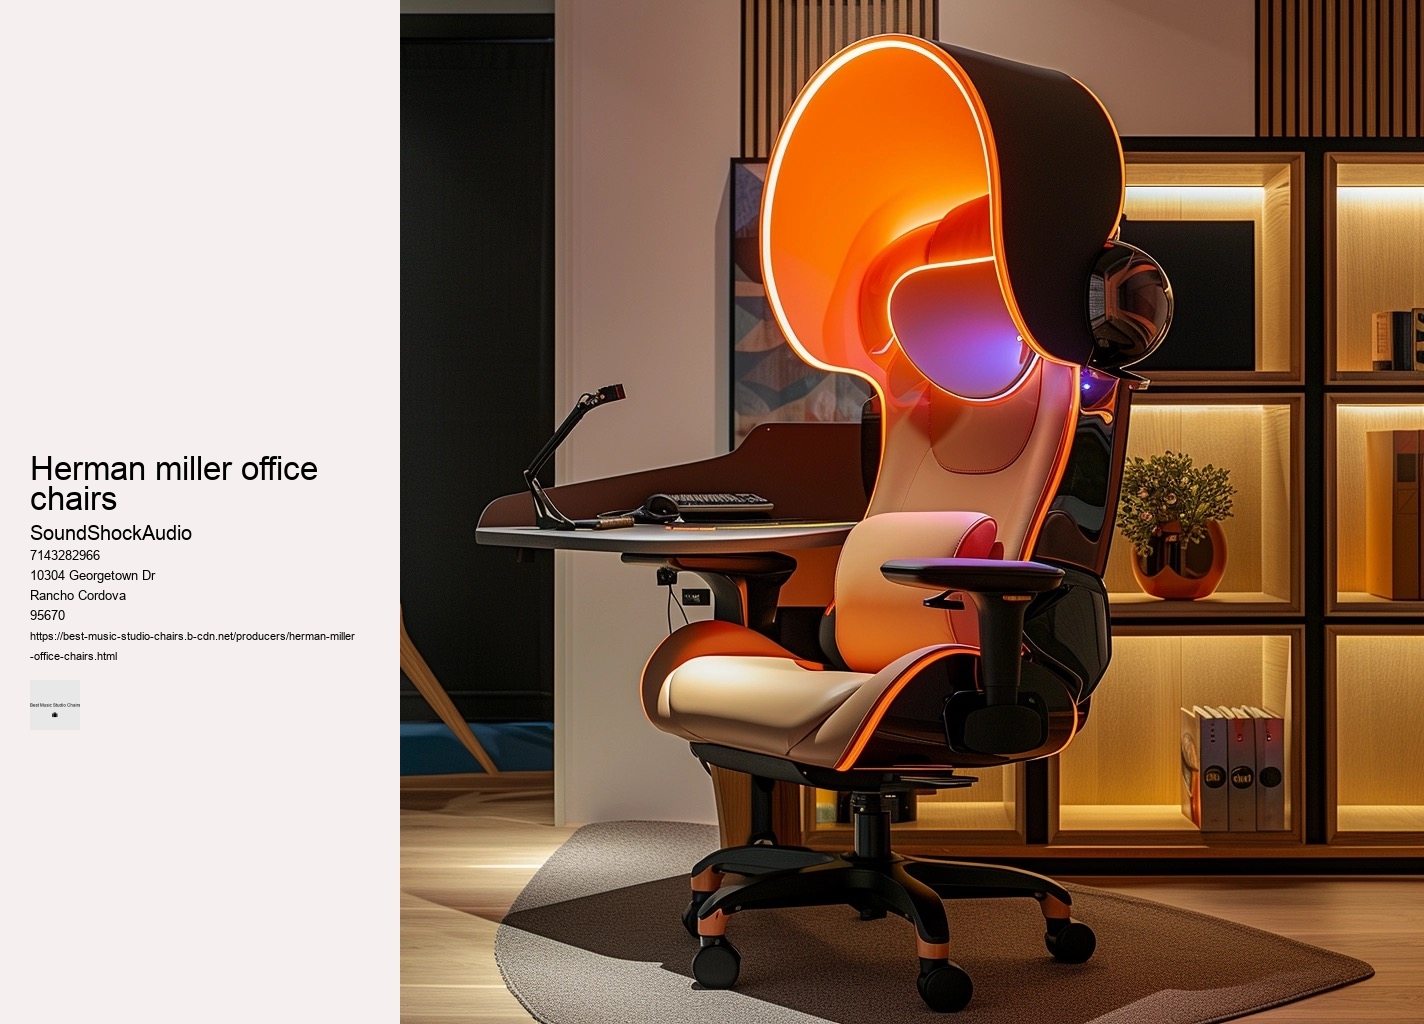 Herman miller office
chairs
SoundShockAudio
7143282966
10304 Georgetown Dr
Rancho Cordova
95670
https://best-music-studio-chairs.b-cdn.net/producers/herman-miller
-office-chairs.html
Best Music Studio Chairs